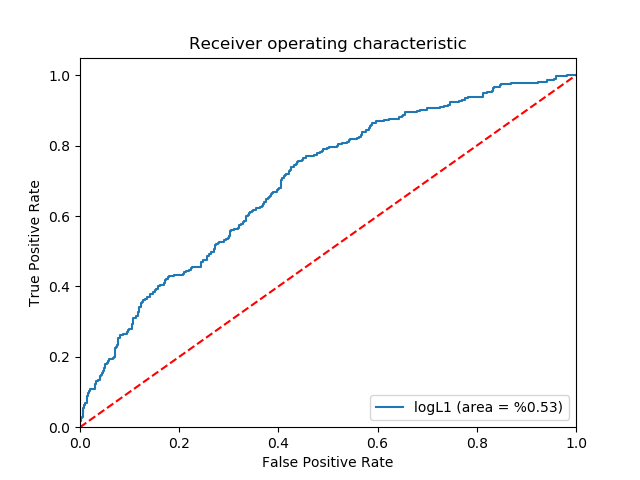 Receiver operating characteristic
True Positive Rate
1.0
0.8
0.6
0.4
0.2
0.0
logL1 (area = %0.53)
0.0 0.2 0.4 0.6 0.8 1.0
False Positive Rate